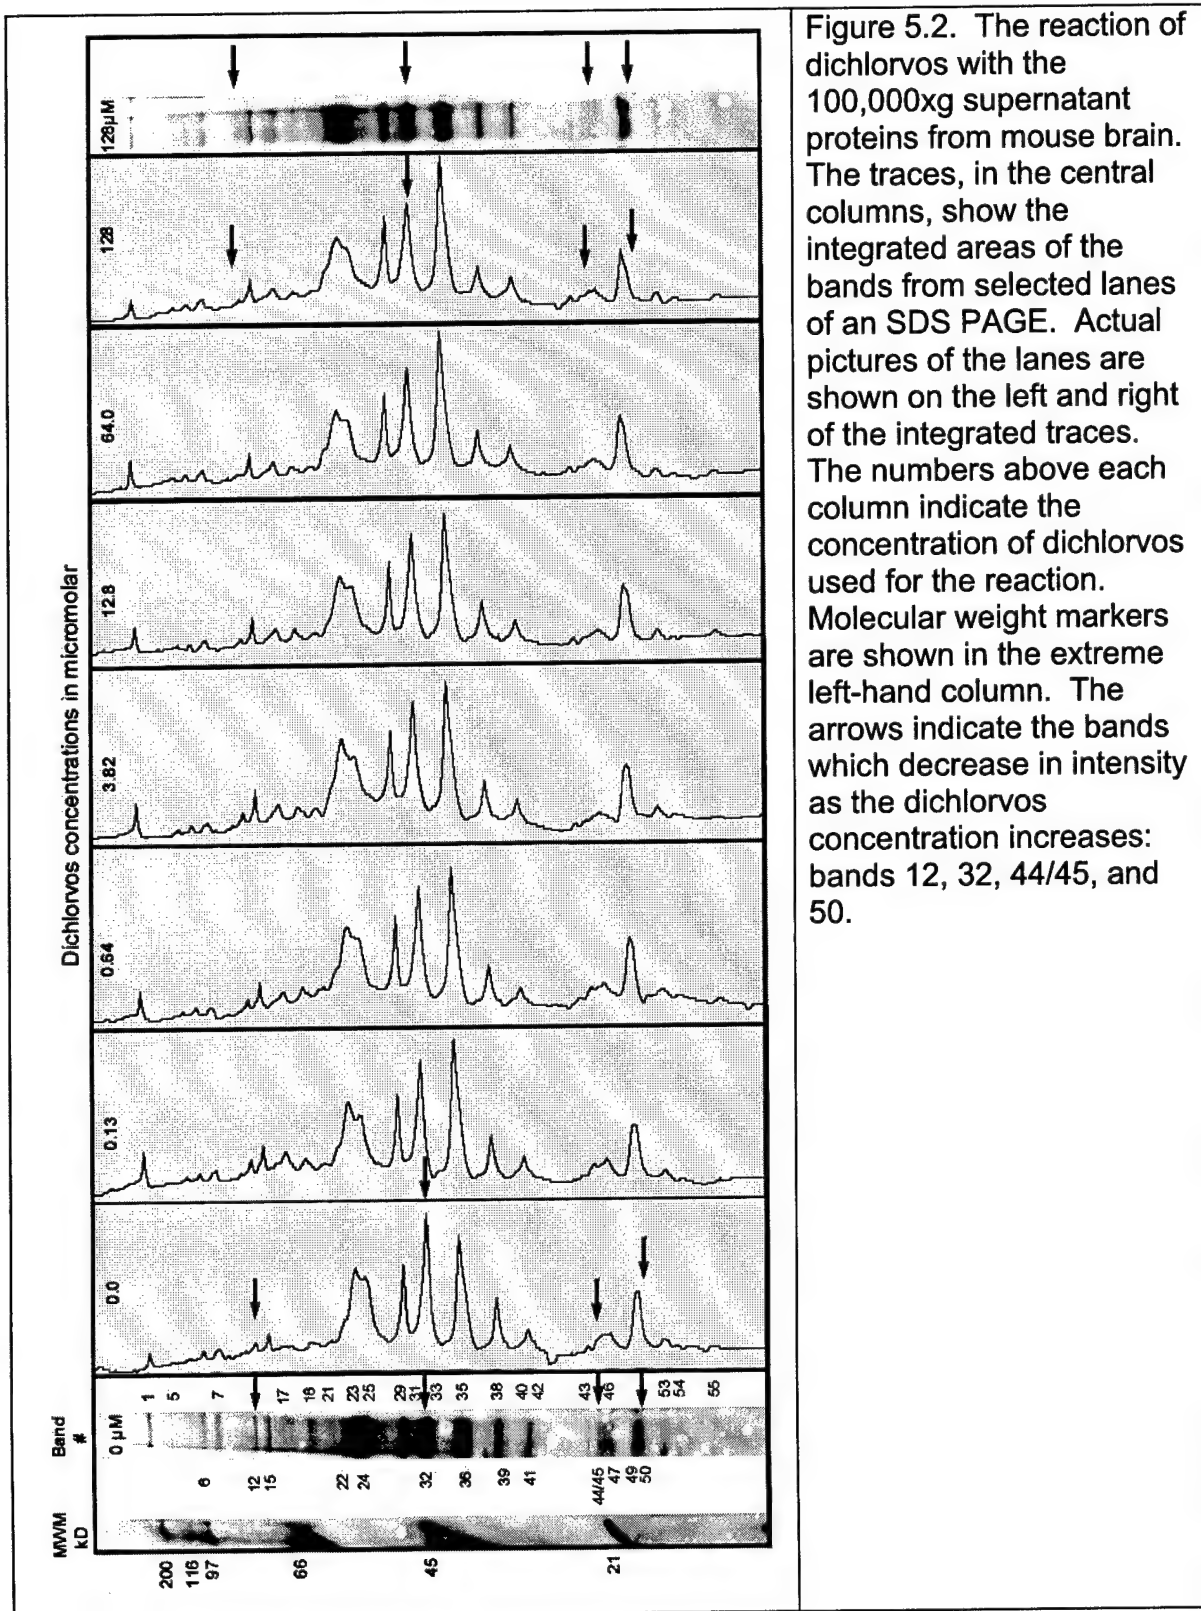 Dichlorvos concentrations in micromolar
MWM
kD
Band
#
0 µM
0.0
0.13
0.64
3.82
12.8
64.0
128
128µM
200
116
97
66
45
21
6
12
15
22
24
32
36
39
41
44/45
47
49
50
1
5
7
17
18
21
23
25
29
31
33
35
38
40
42
43
46
53
54
55
Figure 5.2. The reaction of
dichlorvos with the
100,000xg supernatant
proteins from mouse brain.
The traces, in the central
columns, show the
integrated areas of the
bands from selected lanes
of an SDS PAGE. Actual
pictures of the lanes are
shown on the left and right
of the integrated traces.
The numbers above each
column indicate the
concentration of dichlorvos
used for the reaction.
Molecular weight markers
are shown in the extreme
left-hand column. The
arrows indicate the bands
which decrease in intensity
as the dichlorvos
concentration increases:
bands 12, 32, 44/45, and
50.